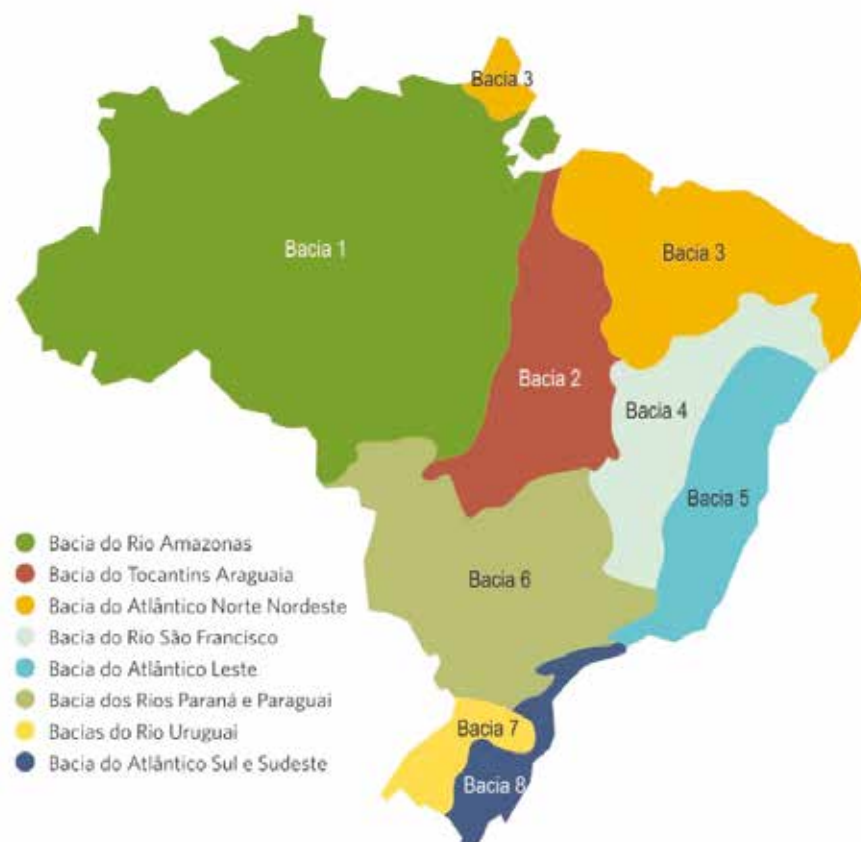 Bacia 3
Bacia 1
Bacia 3
Bacia 2
Bacia 4
Bacia 5
Bacia 6
Bacia 7
Bacia 8
Bacia do Rio Amazonas
Bacia do Tocantins Araguaia
Bacia do Atlântico Norte Nordeste
Bacia do Rio São Francisco
Bacia do Atlântico Leste
Bacia dos Rios Paraná e Paraguai
Bacias do Rio Uruguai
Bacia do Atlântico Sul e Sudeste